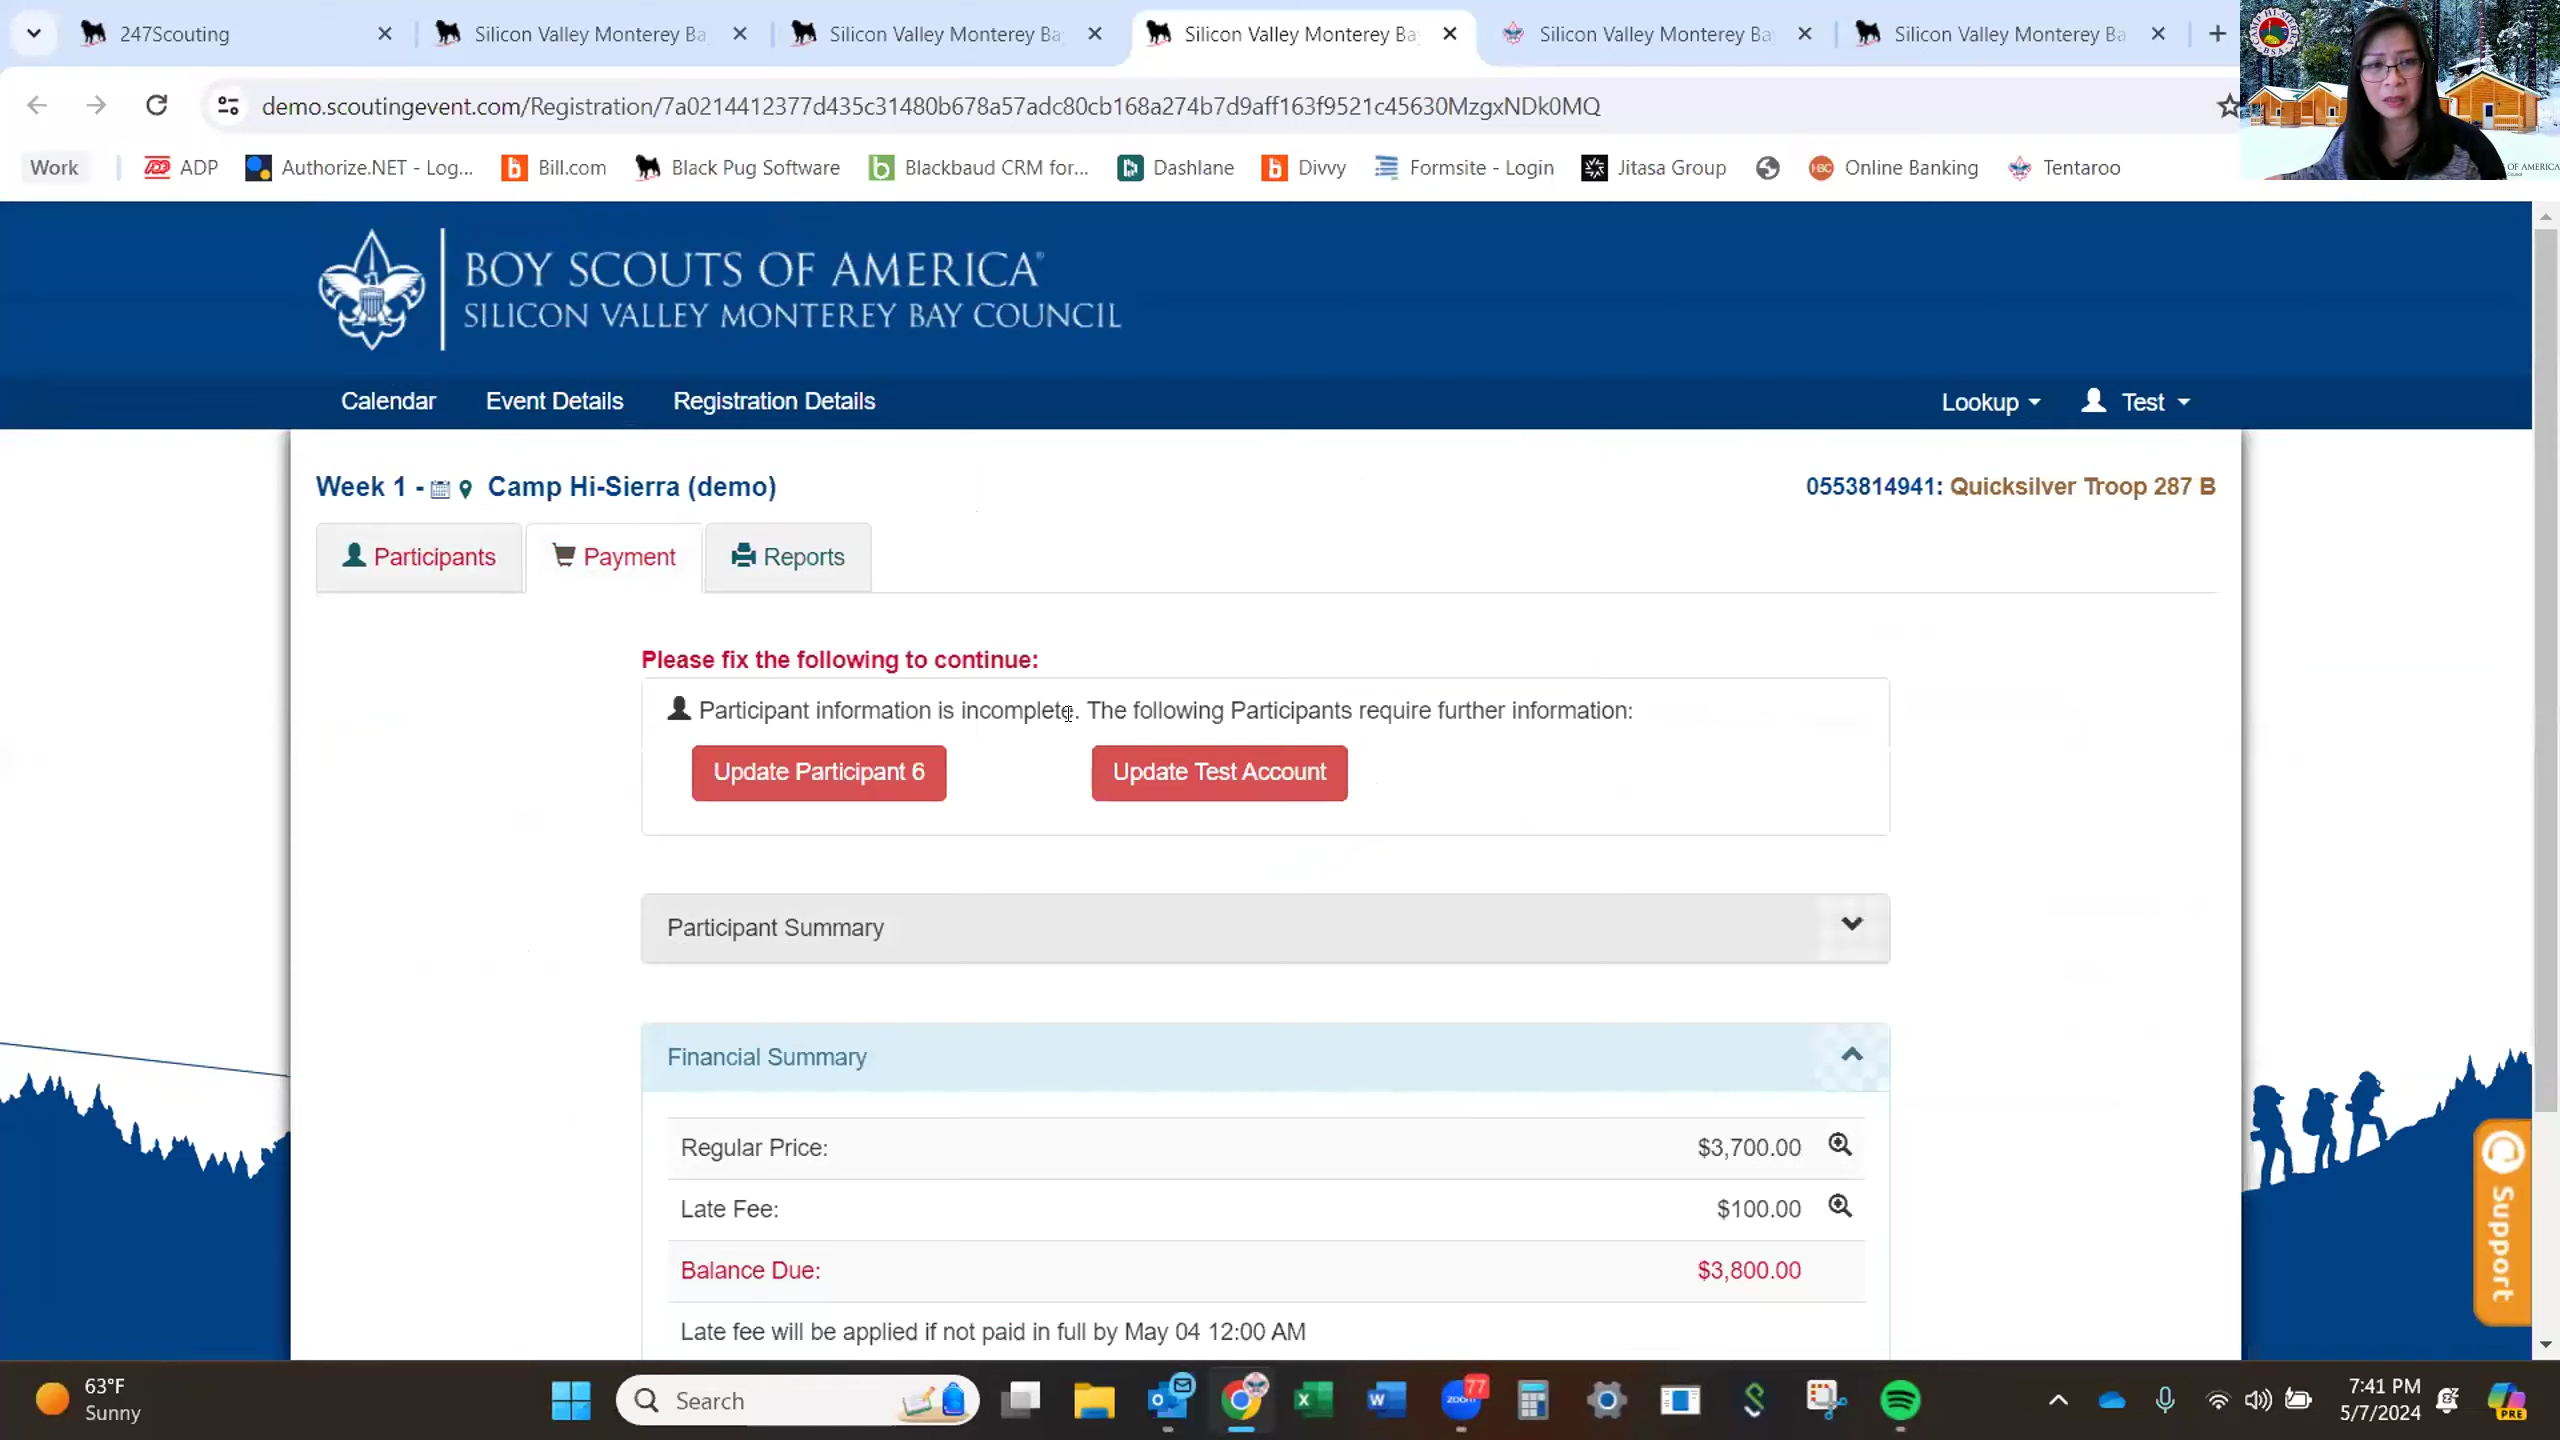 247Scouting
Silicon Valley Monterey Ba
Silicon Valley Monterey Ba
Silicon Valley Monterey Ba
Silicon Valley Monterey Ba
Silicon Valley Monterey Ba
demo.scoutingevent.com/Registration/7a0214412377d435c31480b678a57adc80cb168a274b7d9aff163f9521c45630MzgxNDk0MQ
Work ADP Authorize.NET - Log... Bill.com Black Pug Software Blackbaud CRM for... Dashlane Divvy Formsite - Login Jitasa Group Online Banking Tentaroo
OF AMERICA
BOY SCOUTS OF AMERICA®
SILICON VALLEY MONTEREY BAY COUNCIL
Calendar Event Details Registration Details Lookup Test
Week 1 - Camp Hi-Sierra (demo) 0553814941: Quicksilver Troop 287 B
Participants Payment Reports
Please fix the following to continue:
Participant information is incomplete. The following Participants require further information:
Update Participant 6 Update Test Account
Participant Summary
Financial Summary
Regular Price: $3,700.00
Late Fee: $100.00
Balance Due: $3,800.00
Late fee will be applied if not paid in full by May 04 12:00 AM
Support
63°F
Sunny
Search
77
zoom
7:41 PM
5/7/2024
PRE